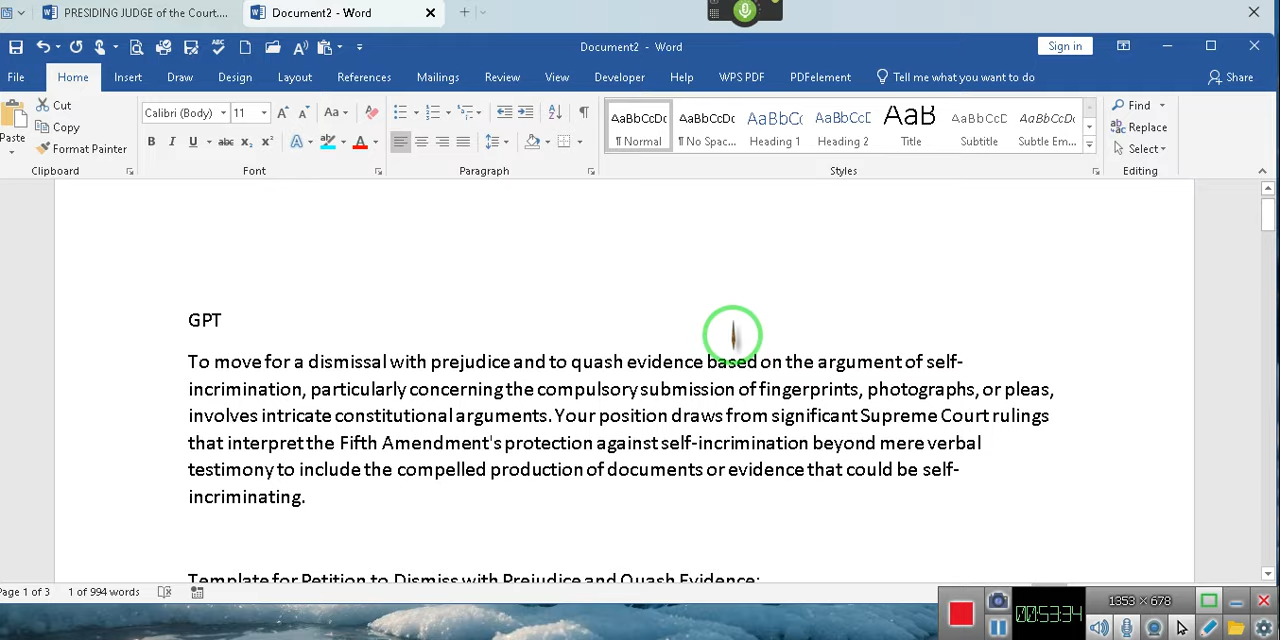 PRESIDING JUDGE of the Court....
Document2 - Word
Document2 - Word
Sign in
File Home Insert Draw Design Layout References Mailings Review View Developer Help WPS PDF PDFelement Tell me what you want to do Share
Paste
Cut
Copy
Format Painter
Clipboard
Calibri (Body) 11
Font
Paragraph
AaBbCcDc AaBbCcDc AaBbCc AaBbCcD AaB AaBbCcD AaBbCcDc
¶ Normal ¶ No Spac... Heading 1 Heading 2 Title Subtitle Subtle Em...
Styles
Find
Replace
Select
Editing
GPT
To move for a dismissal with prejudice and to quash evidence based on the argument of self-
incrimination, particularly concerning the compulsory submission of fingerprints, photographs, or pleas,
involves intricate constitutional arguments. Your position draws from significant Supreme Court rulings
that interpret the Fifth Amendment's protection against self-incrimination beyond mere verbal
testimony to include the compelled production of documents or evidence that could be self-
incriminating.
Template for Petition to Dismiss with Prejudice and Quash Evidence:
Page 1 of 3 1 of 994 words
00:53:34
1353 × 678